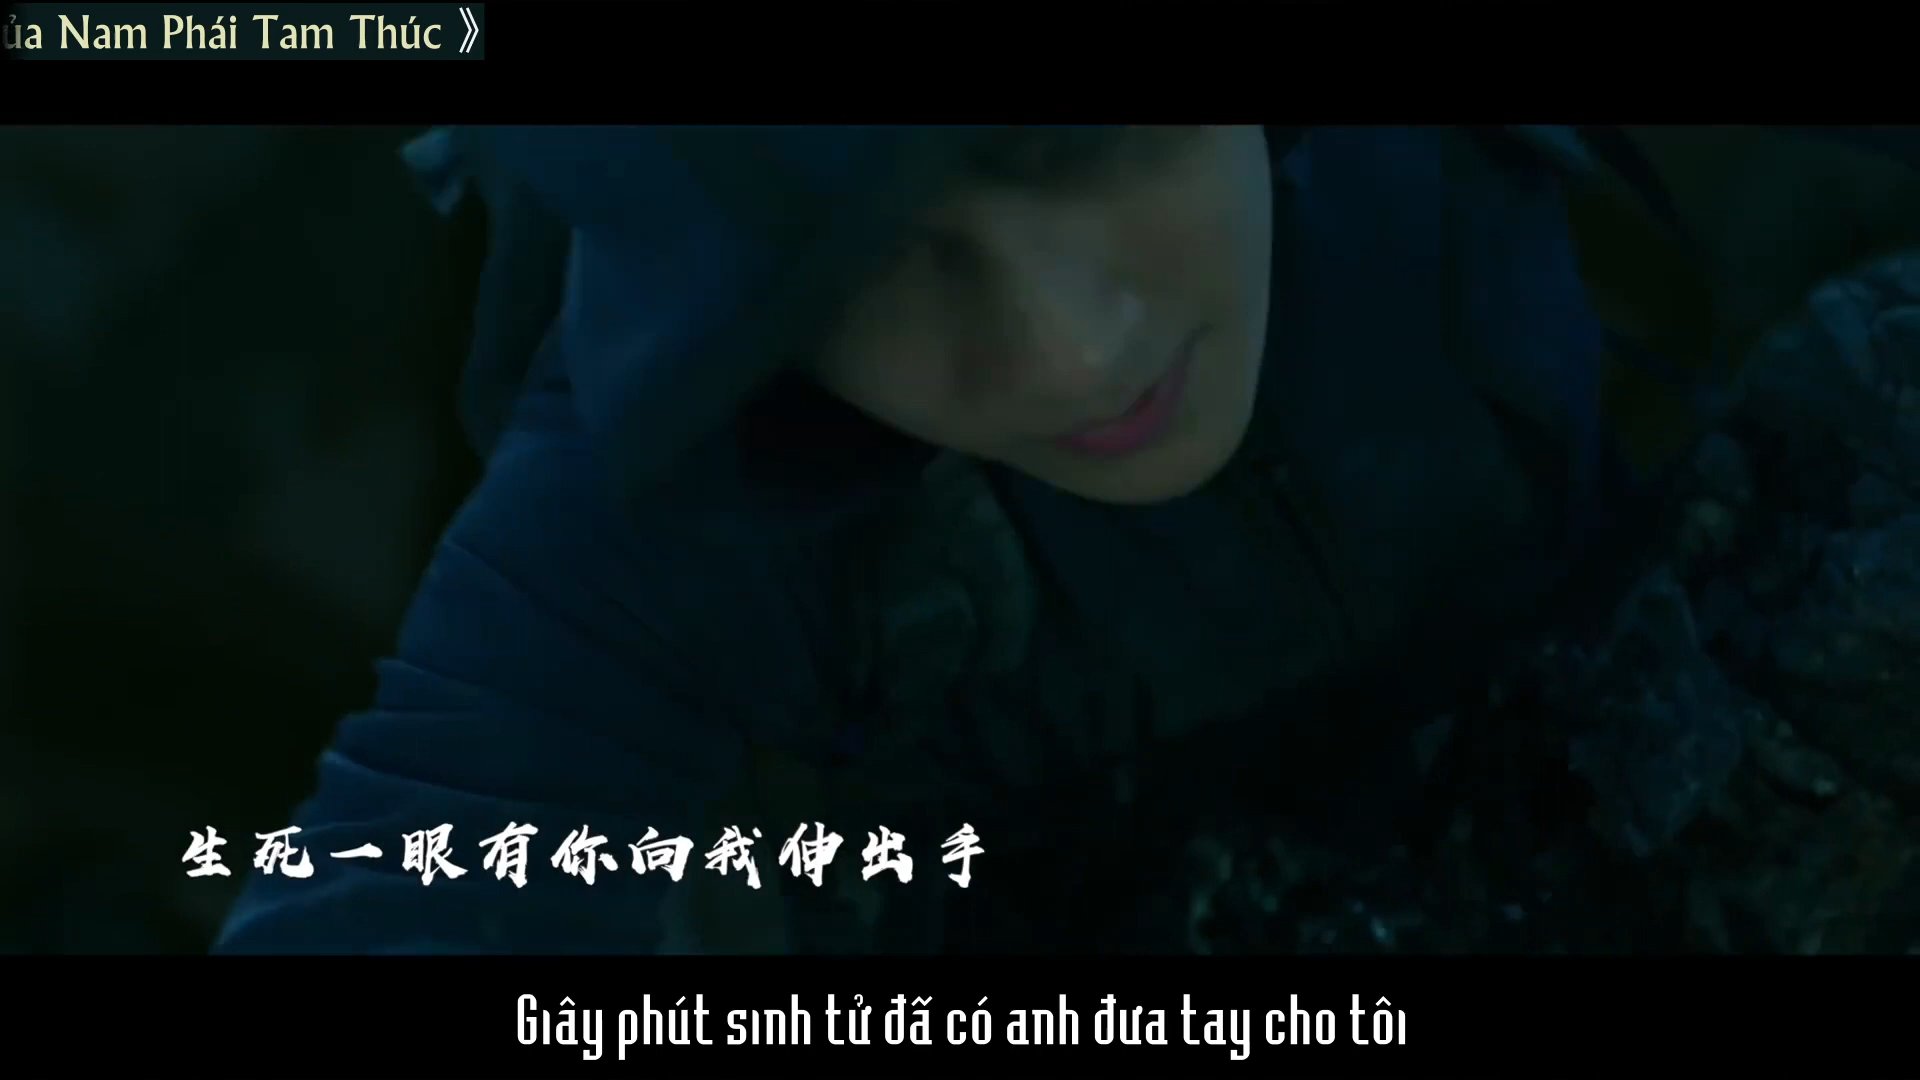 Nam Phái Tam Thúc 》
生死一眼有你向我伸出手
Giây phút sinh tử đã có anh đưa tay cho tôi